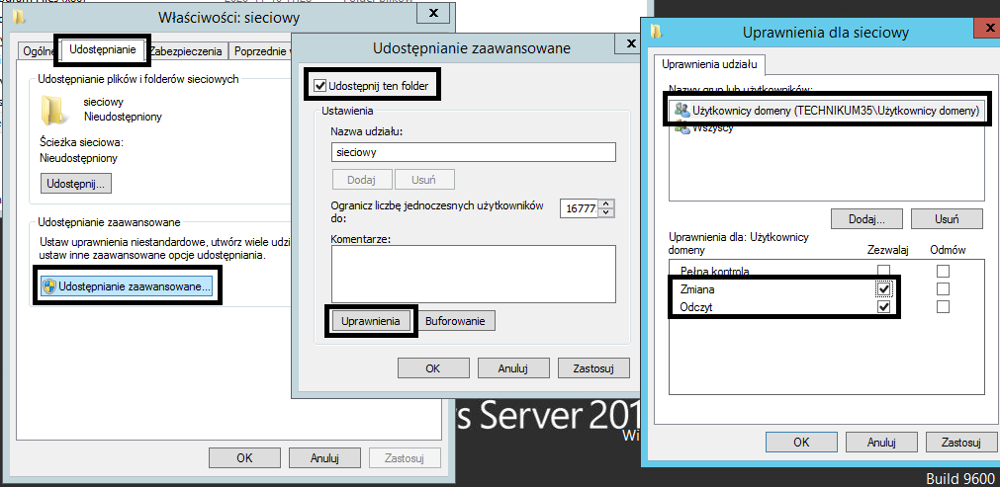 Właściwości: sieciowy
Ogólne
Udostępnianie
Zabezpieczenia
Poprzednie
Udostępnianie plików i folderów sieciowych
sieciowy
Nieudostępniony
Ścieżka sieciowa:
Nieudostępniony
Udostępnij...
Udostępnianie zaawansowane
Ustaw uprawnienia niestandardowe, utwórz wiele udzi
ustaw inne zaawansowane opcje udostępniania.
Udostępnianie zaawansowane...
OK
Anuluj
Zastosuj
Udostępnianie zaawansowane
Udostępnij ten folder
Ustawienia
Nazwa udziału:
sieciowy
Dodaj
Usuń
Ogranicz liczbę jednoczesnych użytkowników
do:
16777
Komentarze:
Uprawnienia
Buforowanie
OK
Anuluj
Zastosuj
Uprawnienia dla sieciowy
Uprawnienia udziału
Nazwy grup lub użytkowników:
Użytkownicy domeny (TECHNIKUM35\Użytkownicy domeny)
Wszyscy
Dodaj...
Usuń
Uprawnienia dla: Użytkownicy
domeny
Zezwalaj
Odmów
Pełna kontrola
Zmiana
Odczyt
OK
Anuluj
Zastosuj
s Server 201
Wi
Build 9600